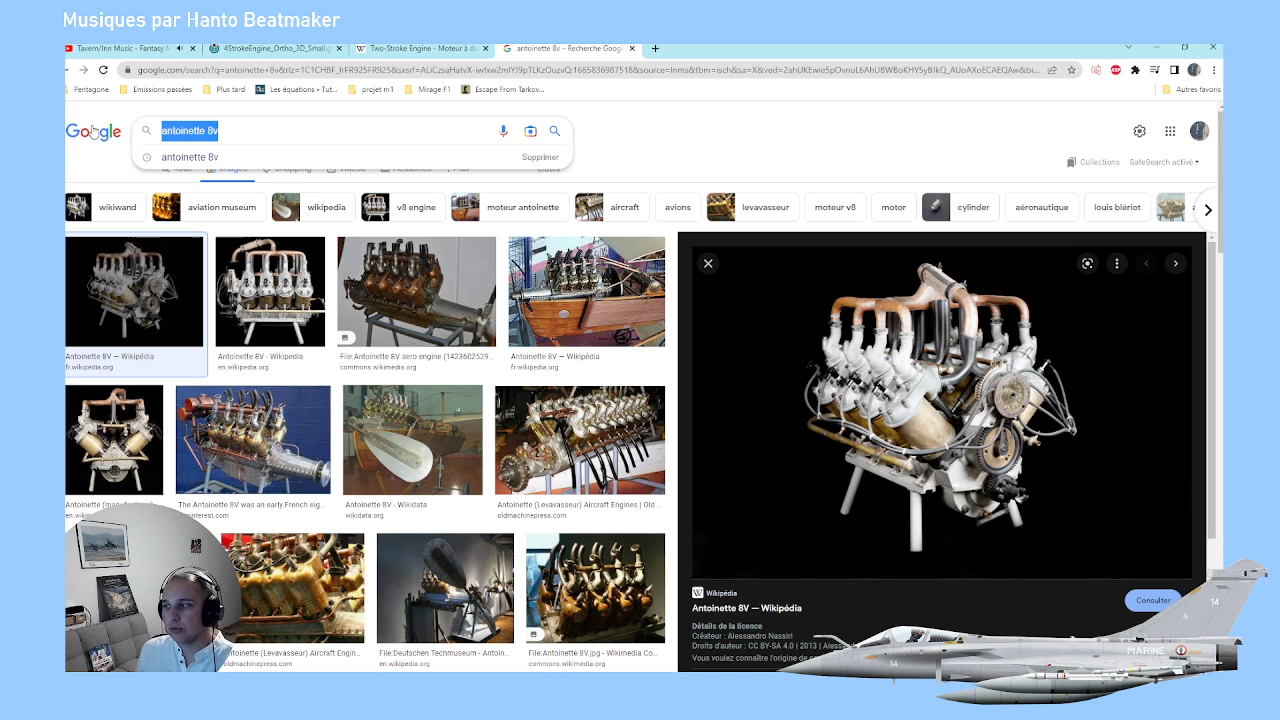 Musiques par Hanto Beatmaker
Tavern/Inn Music - Fantasy M
4StrokeEngine_Ortho_3D_Small.g
Two-Stroke Engine - Moteur à de
antoinette 8v – Recherche Googl
google.com/search?q=antoinette+8v&rlz=1C1CHBF_frFR925FR925&
Pentagone
Emissions passées
Plus tard
Les équations • Tut...
projet m1
Mirage F1
Escape From Tarkov...
Autres favoris
Google
antoinette 8v
antoinette 8v
Supprimer
Collections
SafeSearch activé
wikiwand
aviation museum
wikipedia
v8 engine
moteur antoinette
aircraft
avions
levavasseur
moteur v8
motor
cylinder
aéronautique
louis blériot
Antoinette 8V — Wikipédia
fr.wikipedia.org
Antoinette 8V - Wikipedia
en.wikipedia.org
File:Antoinette 8V aero engine (1423602529...
commons.wikimedia.org
Antoinette 8V — Wikipédia
fr.wikipedia.org
The Antoinette 8V was an early French eig...
Antoinette 8V - Wikidata
wikidata.org
Antoinette (Levavasseur) Aircraft Engines | Old ...
oldmachinepress.com
(Levavasseur) Aircraft Engin...
oldmachinepress.com
File:Deutschen Techmuseum - Antoin...
en.wikipedia.org
File:Antoinette 8V.jpg - Wikimedia Co...
commons.wikimedia.org
Wikipédia
Antoinette 8V — Wikipédia
Consulter
Détails de la licence
Créateur : Alessandro Nassiri
Droits d'auteur : CC BY-SA 4.0 | 2013 | Aless
Vous voulez connaître l'origine de
14
14
MARINE